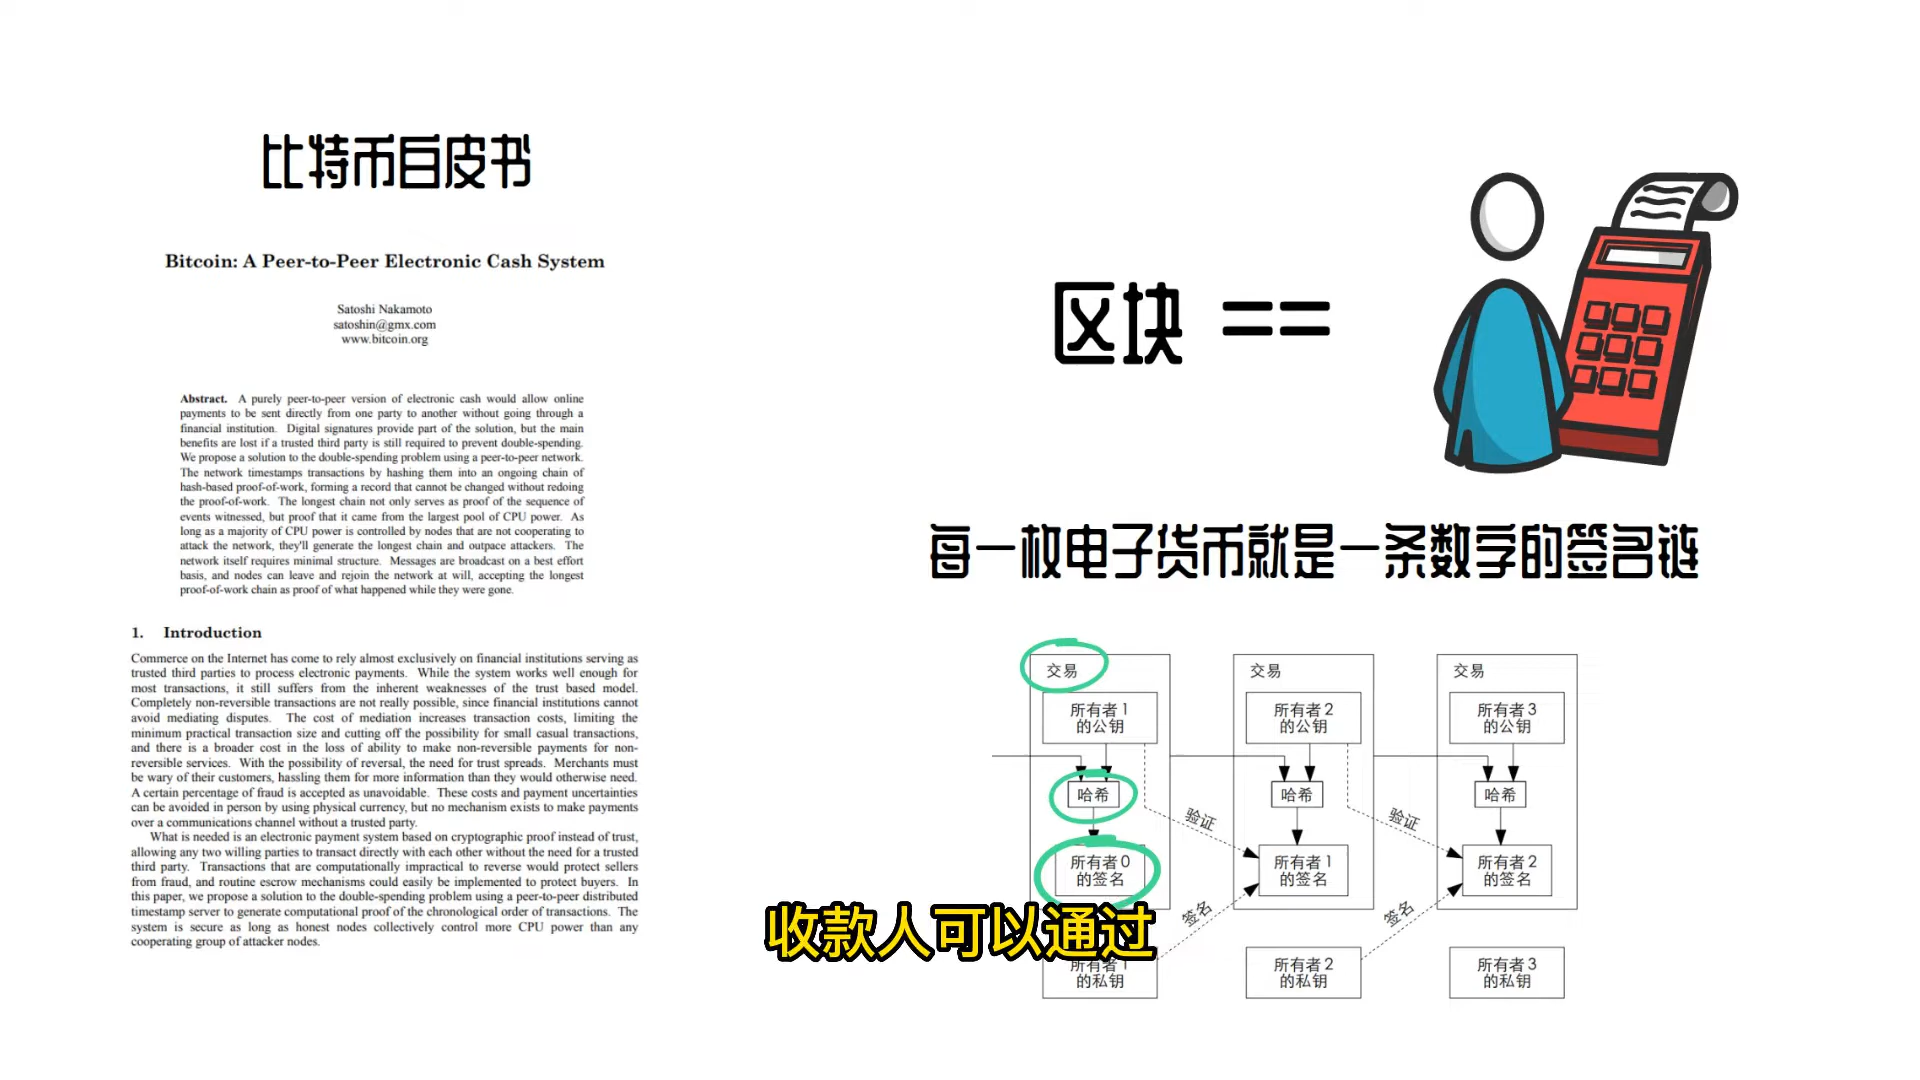 比特币白皮书
Bitcoin: A Peer-to-Peer Electronic Cash System
Satoshi Nakamoto
satoshin@gmx.com
www.bitcoin.org
Abstract. A purely peer-to-peer version of electronic cash would allow online
payments to be sent directly from one party to another without going through a
financial institution. Digital signatures provide part of the solution, but the main
benefits are lost if a trusted third party is still required to prevent double-spending.
We propose a solution to the double-spending problem using a peer-to-peer network.
The network timestamps transactions by hashing them into an ongoing chain of
hash-based proof-of-work, forming a record that cannot be changed without redoing
the proof-of-work. The longest chain not only serves as proof of the sequence of
events witnessed, but proof that it came from the largest pool of CPU power. As
long as a majority of CPU power is controlled by nodes that are not cooperating to
attack the network, they'll generate the longest chain and outpace attackers. The
network itself requires minimal structure. Messages are broadcast on a best effort
basis, and nodes can leave and rejoin the network at will, accepting the longest
proof-of-work chain as proof of what happened while they were gone.
1. Introduction
Commerce on the Internet has come to rely almost exclusively on financial institutions serving as
trusted third parties to process electronic payments. While the system works well enough for
most transactions, it still suffers from the inherent weaknesses of the trust based model.
Completely non-reversible transactions are not really possible, since financial institutions cannot
avoid mediating disputes. The cost of mediation increases transaction costs, limiting the
minimum practical transaction size and cutting off the possibility for small casual transactions,
and there is a broader cost in the loss of ability to make non-reversible payments for non-
reversible services. With the possibility of reversal, the need for trust spreads. Merchants must
be wary of their customers, hassling them for more information than they would otherwise need.
A certain percentage of fraud is accepted as unavoidable. These costs and payment uncertainties
can be avoided in person by using physical currency, but no mechanism exists to make payments
over a communications channel without a trusted party.
What is needed is an electronic payment system based on cryptographic proof instead of trust,
allowing any two willing parties to transact directly with each other without the need for a trusted
third party. Transactions that are computationally impractical to reverse would protect sellers
from fraud, and routine escrow mechanisms could easily be implemented to protect buyers. In
this paper, we propose a solution to the double-spending problem using a peer-to-peer distributed
timestamp server to generate computational proof of the chronological order of transactions. The
system is secure as long as honest nodes collectively control more CPU power than any
cooperating group of attacker nodes.
区块 ==
每一枚电子货币就是一条数字的签名链
交易
所有者1
的公钥
哈希
所有者0
的签名
交易
所有者2
的公钥
哈希
所有者1
的签名
交易
所有者3
的公钥
哈希
所有者2
的签名
验证
验证
签名
签名
所有者1
的私钥
所有者2
的私钥
所有者3
的私钥
收款人可以通过